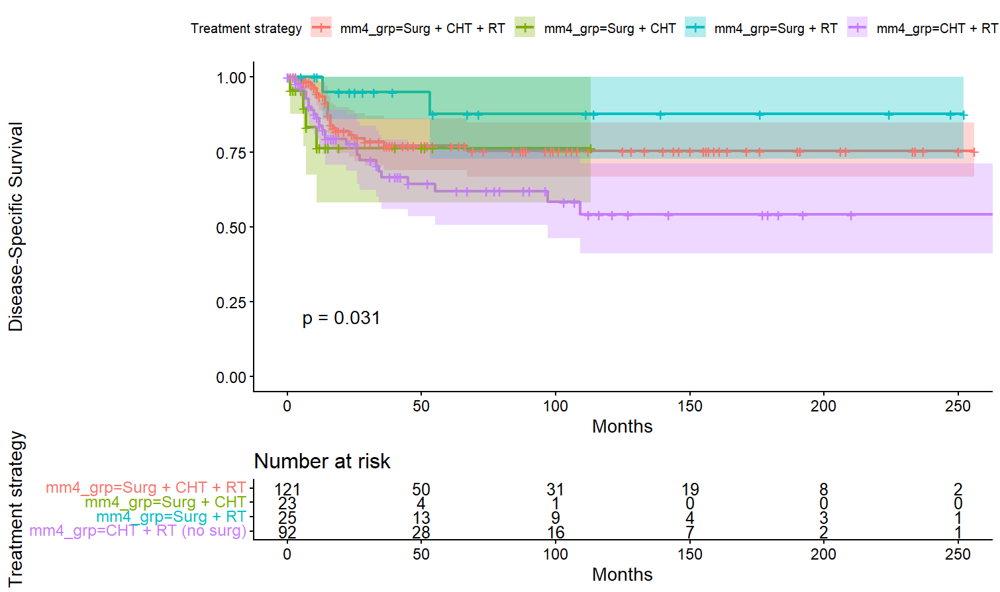 Treatment strategy mm4_grp=Surg + CHT + RT mm4_grp=Surg + CHT mm4_grp=Surg + RT mm4_grp=CHT + RT
Disease-Specific Survival
1.00
0.75
0.50
0.25
0.00
p = 0.031
0 50 100 150 200 250
Months
Number at risk
Treatment strategy
mm4_grp=Surg + CHT + RT 121 50 31 19 8 2
mm4_grp=Surg + CHT 23 4 1 0 0 0
mm4_grp=Surg + RT 25 13 9 4 3 1
mm4_grp=CHT + RT (no surg) 92 28 16 7 2 1
0 50 100 150 200 250
Months